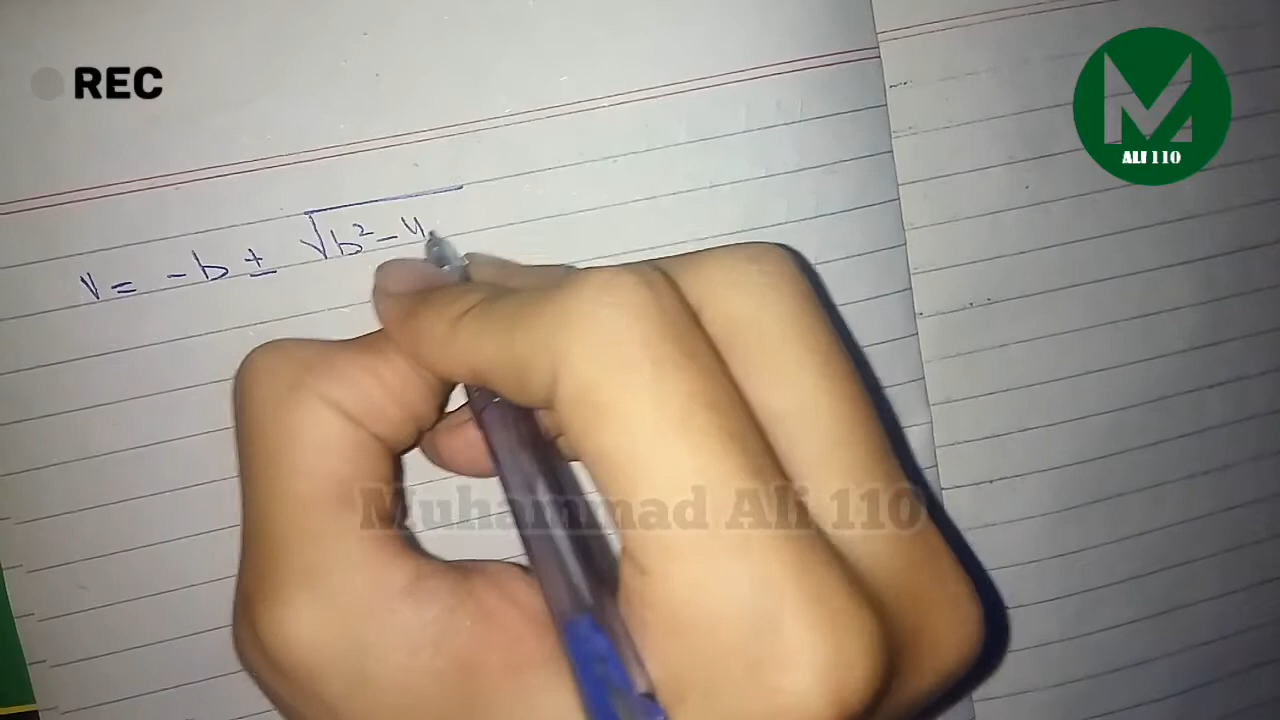 REC
M
ALI 110
x = -b ± √b² - 4
Muhammad Ali 110